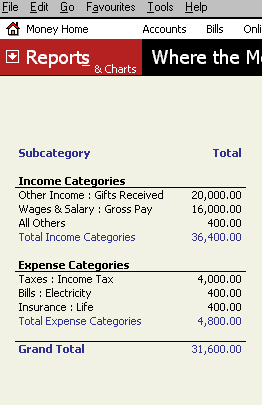 File Edit Go Favourites Tools Help
Money Home Accounts Bills
Reports Where the
& Charts
Subcategory Total
Income Categories
Other Income : Gifts Received 20,000.00
Wages & Salary : Gross Pay 16,000.00
All Others 400.00
Total Income Categories 36,400.00
Expense Categories
Taxes : Income Tax 4,000.00
Bills : Electricity 400.00
Insurance : Life 400.00
Total Expense Categories 4,800.00
Grand Total 31,600.00